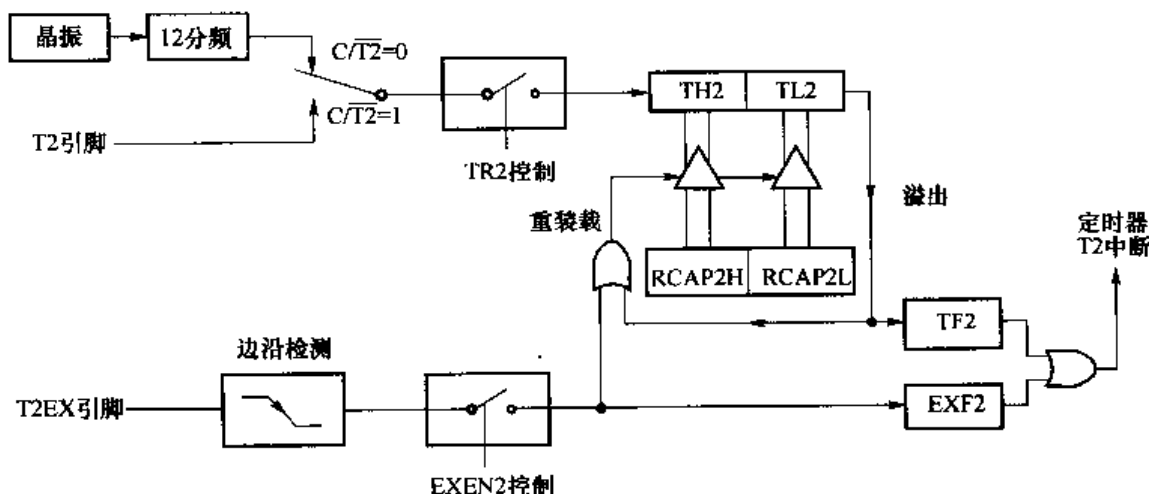 晶振
12分频
C/T2=0
C/T2=1
T2引脚
TR2控制
TH2
TL2
重装载
溢出
定时器
T2中断
RCAP2H
RCAP2L
TF2
边沿检测
T2EX引脚
EXF2
EXEN2控制